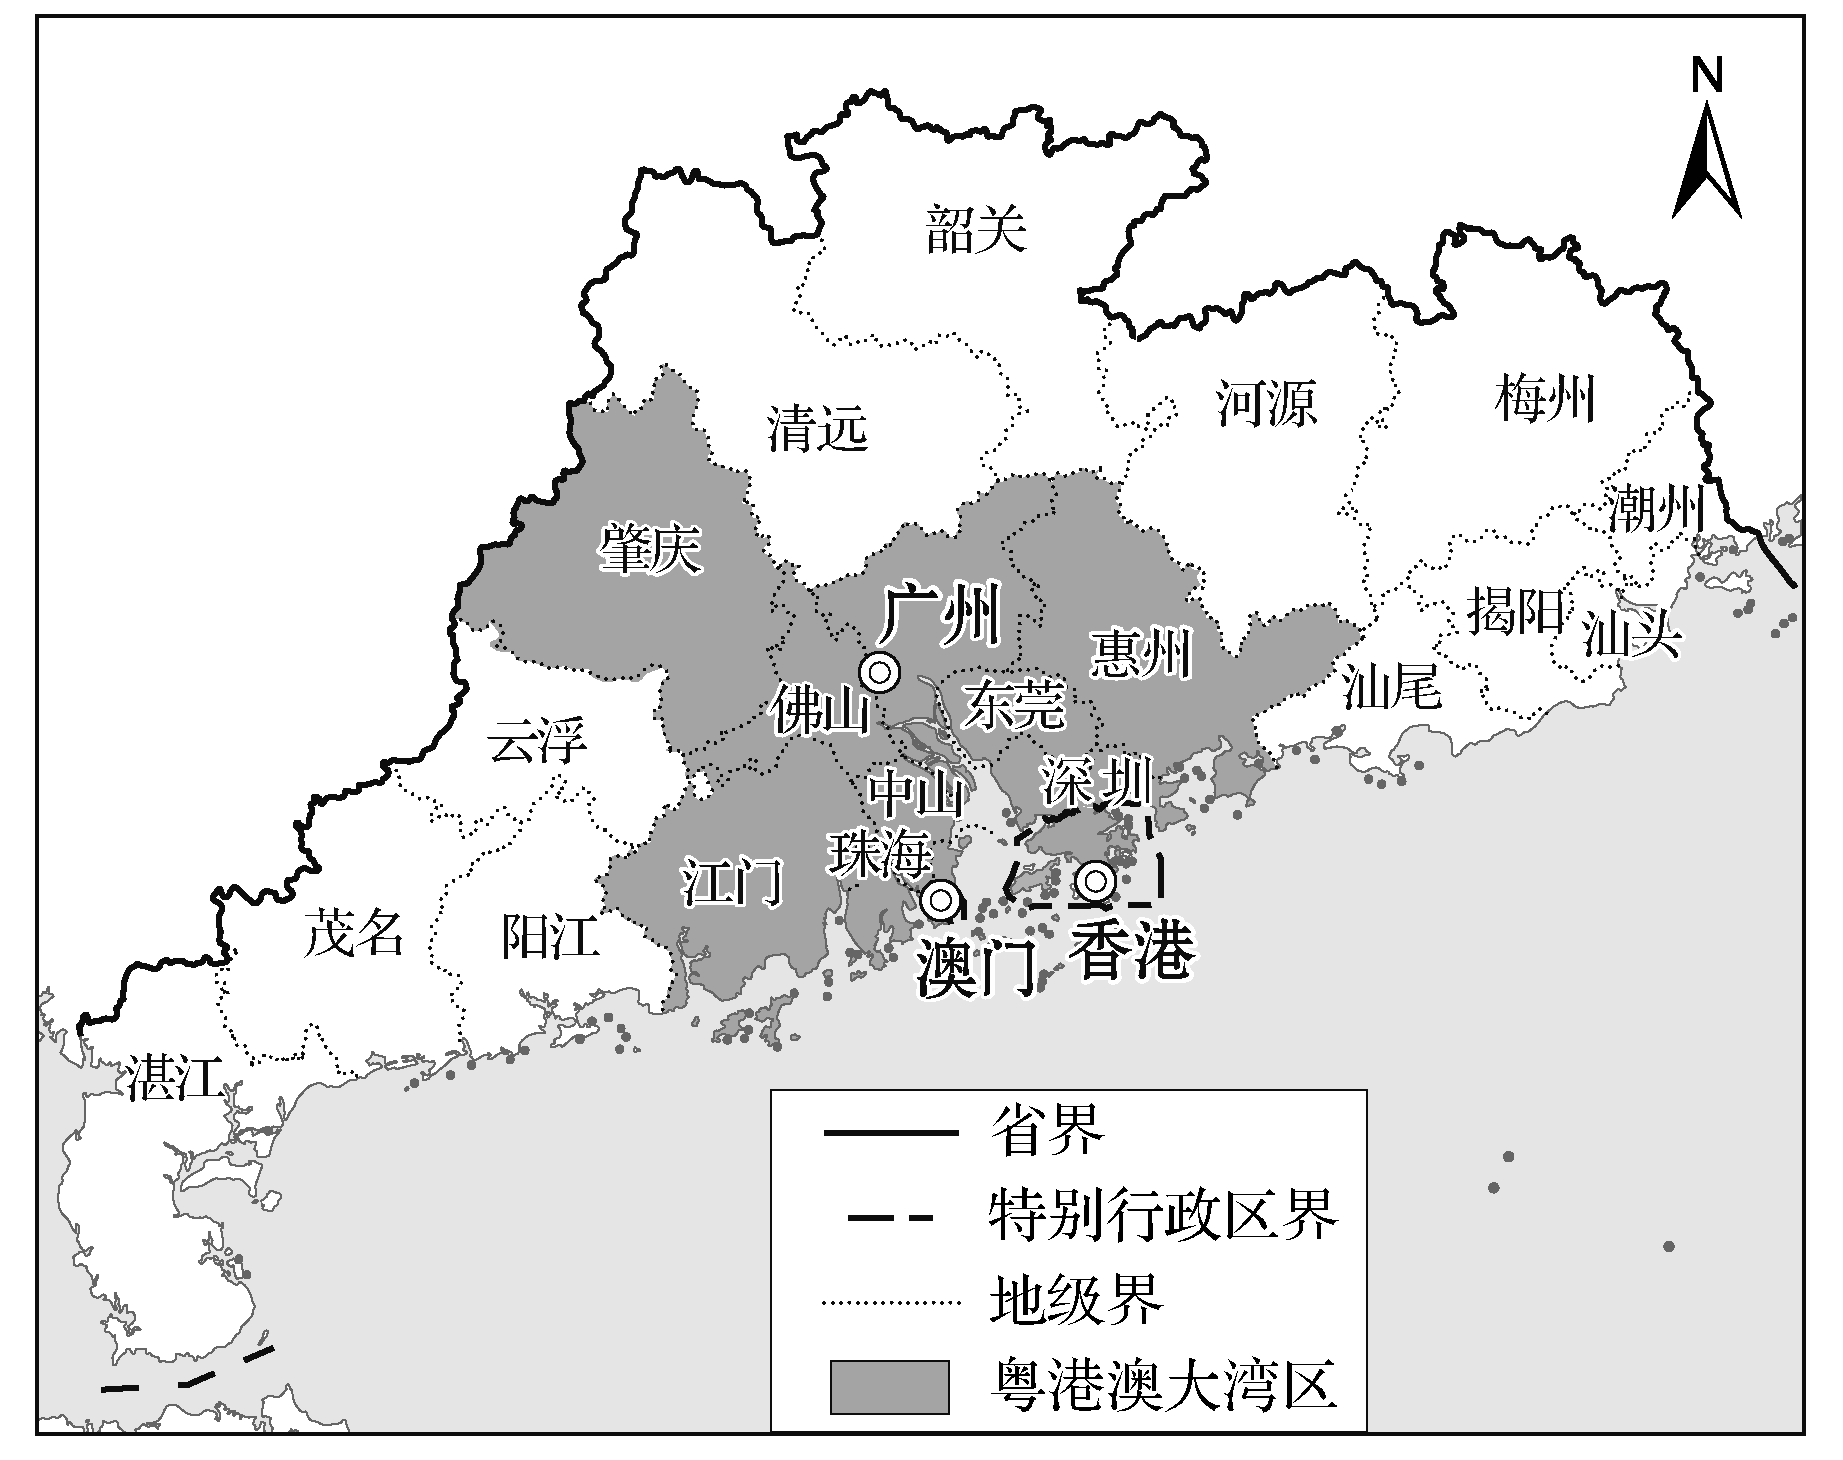 N
韶关
清远
河源
梅州
潮州
肇庆
广州
惠州
揭阳
汕头
佛山
东莞
汕尾
云浮
中山
深圳
珠海
江门
茂名
阳江
澳门
香港
湛江
省界
特别行政区界
地级界
粤港澳大湾区